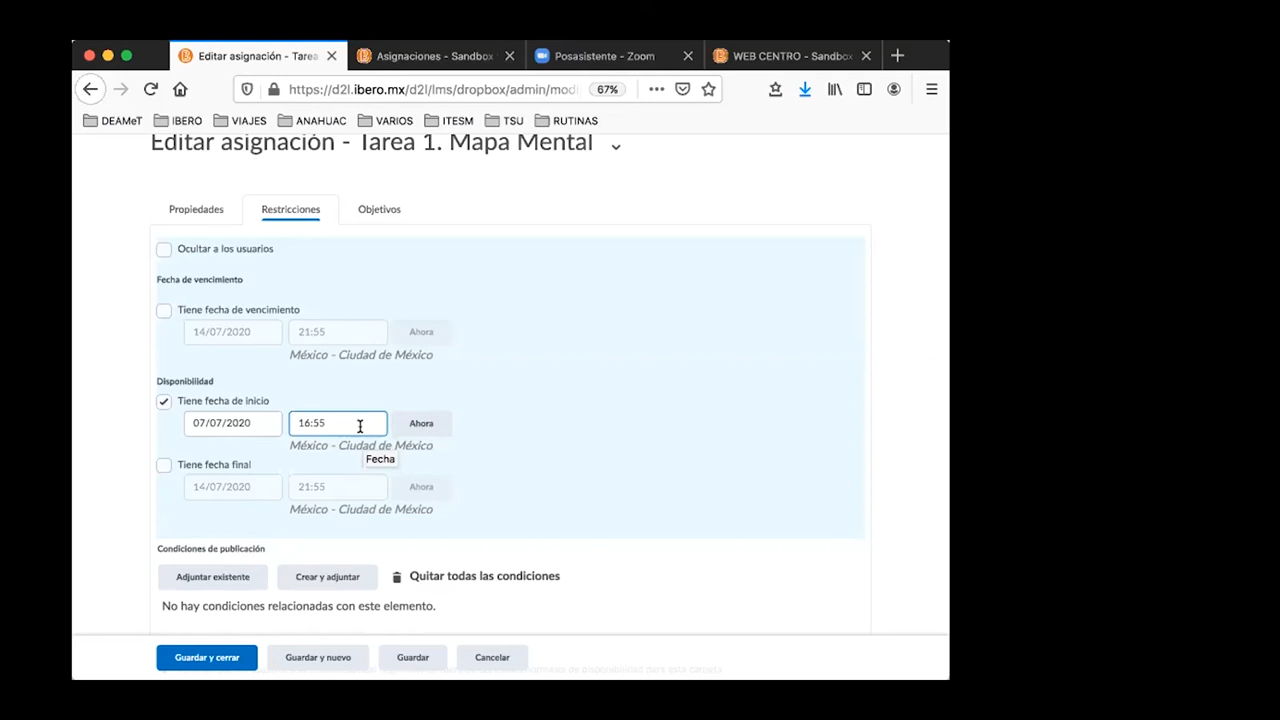 Editar asignación - Tarea
Asignaciones - Sandbox
Posasistente - Zoom
WEB CENTRO - Sandbox
https://d2l.ibero.mx/d2l/lms/dropbox/admin/modi
67%
DEAMeT
IBERO
VIAJES
ANAHUAC
VARIOS
ITESM
TSU
RUTINAS
Editar asignación - Tarea 1. Mapa Mental
Propiedades
Restricciones
Objetivos
Ocultar a los usuarios
Fecha de vencimiento
Tiene fecha de vencimiento
14/07/2020 21:55 Ahora
México - Ciudad de México
Disponibilidad
Tiene fecha de inicio
07/07/2020 16:55 Ahora
México - Ciudad de México
Fecha
Tiene fecha final
14/07/2020 21:55 Ahora
México - Ciudad de México
Condiciones de publicación
Adjuntar existente
Crear y adjuntar
Quitar todas las condiciones
No hay condiciones relacionadas con este elemento.
Guardar y cerrar
Guardar y nuevo
Guardar
Cancelar